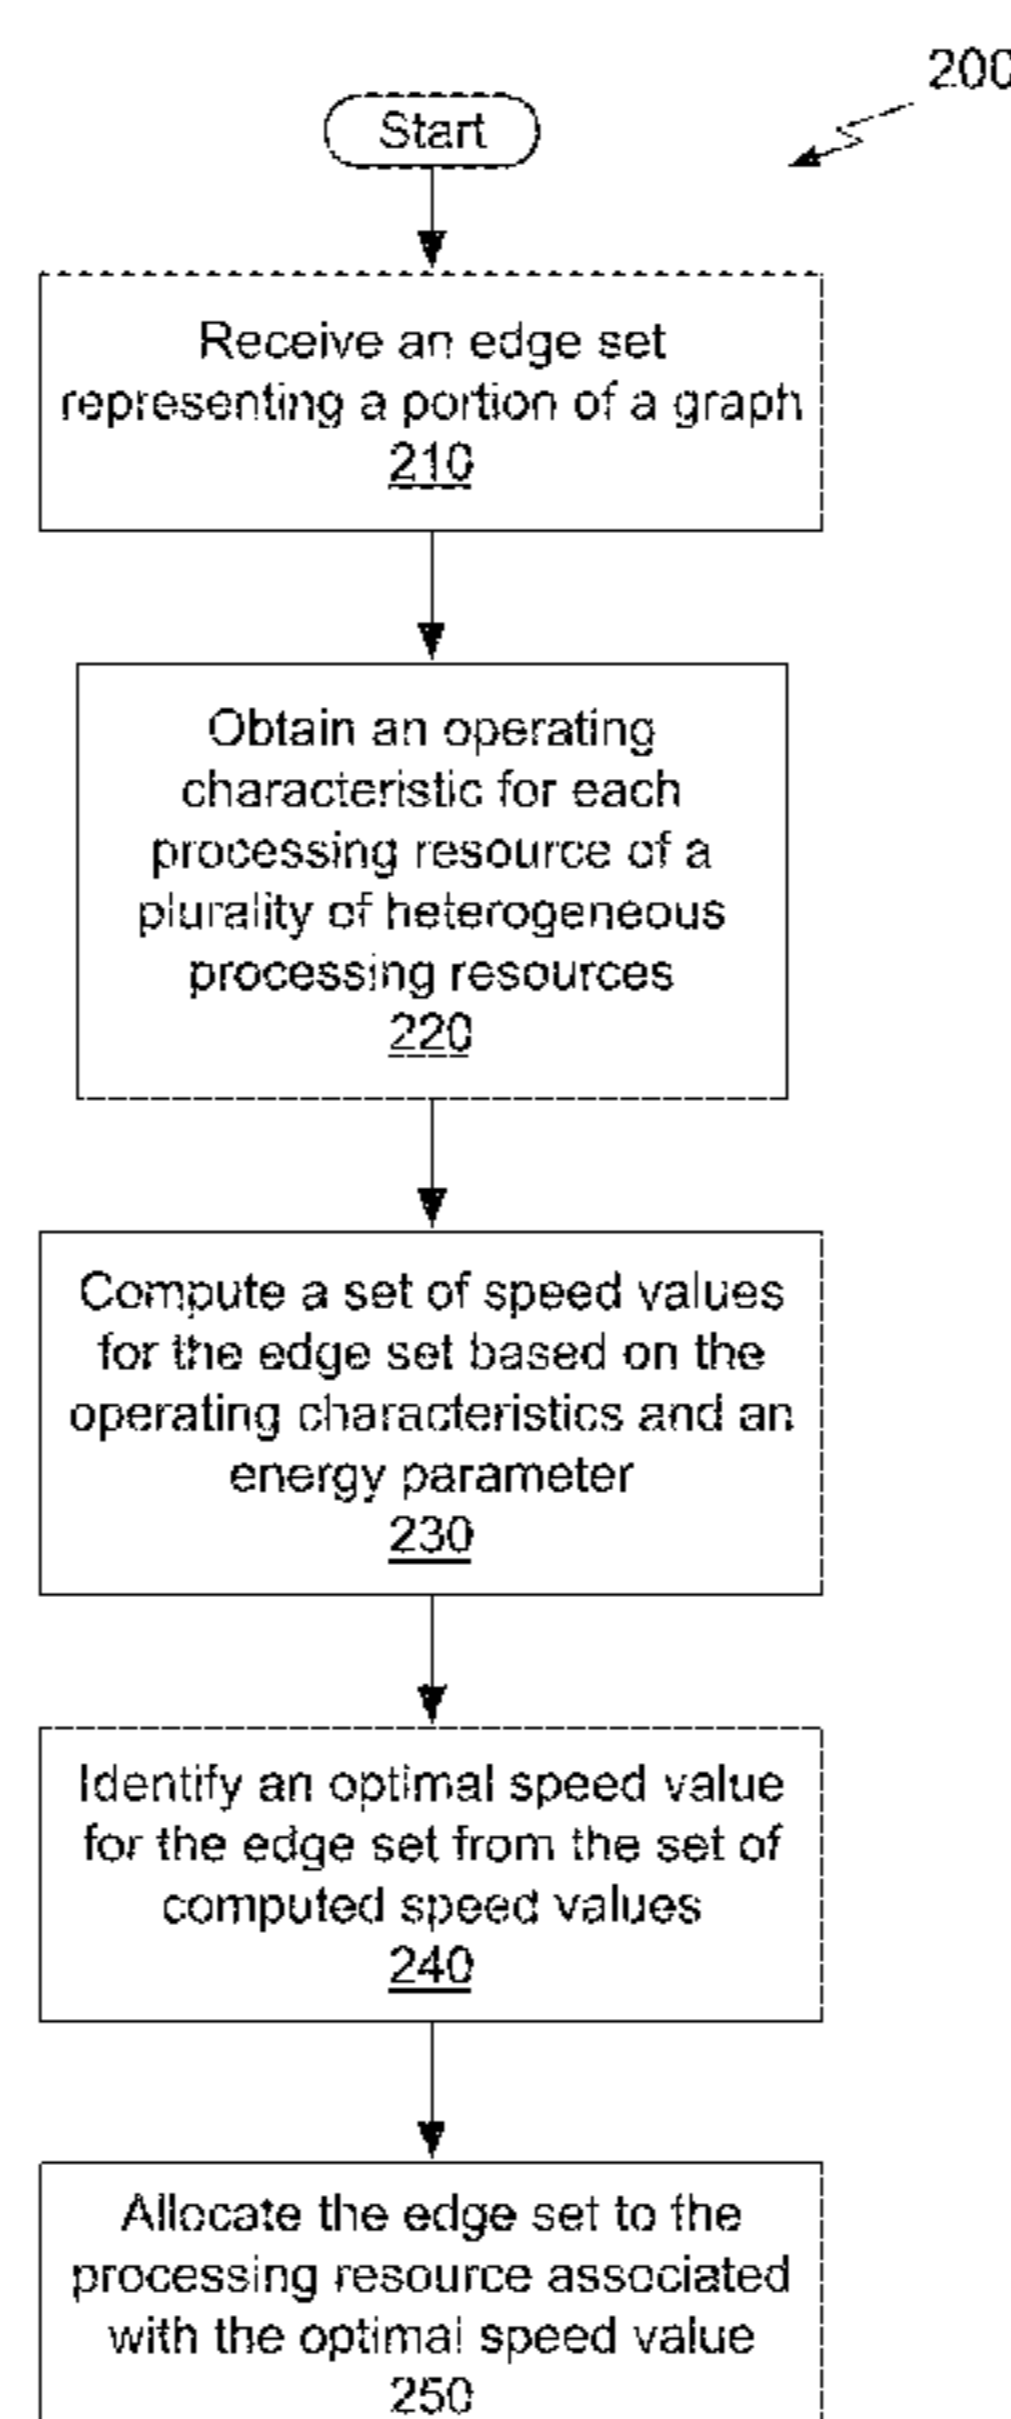 200
Start
Receive an edge set
representing a portion of a graph
210
Obtain an operating
characteristic for each
processing resource of a
plurality of heterogeneous
processing resources
220
Compute a set of speed values
for the edge set based on the
operating characteristics and an
energy parameter
230
Identify an optimal speed value
for the edge set from the set of
computed speed values
240
Allocate the edge set to the
processing resource associated
with the optimal speed value
250